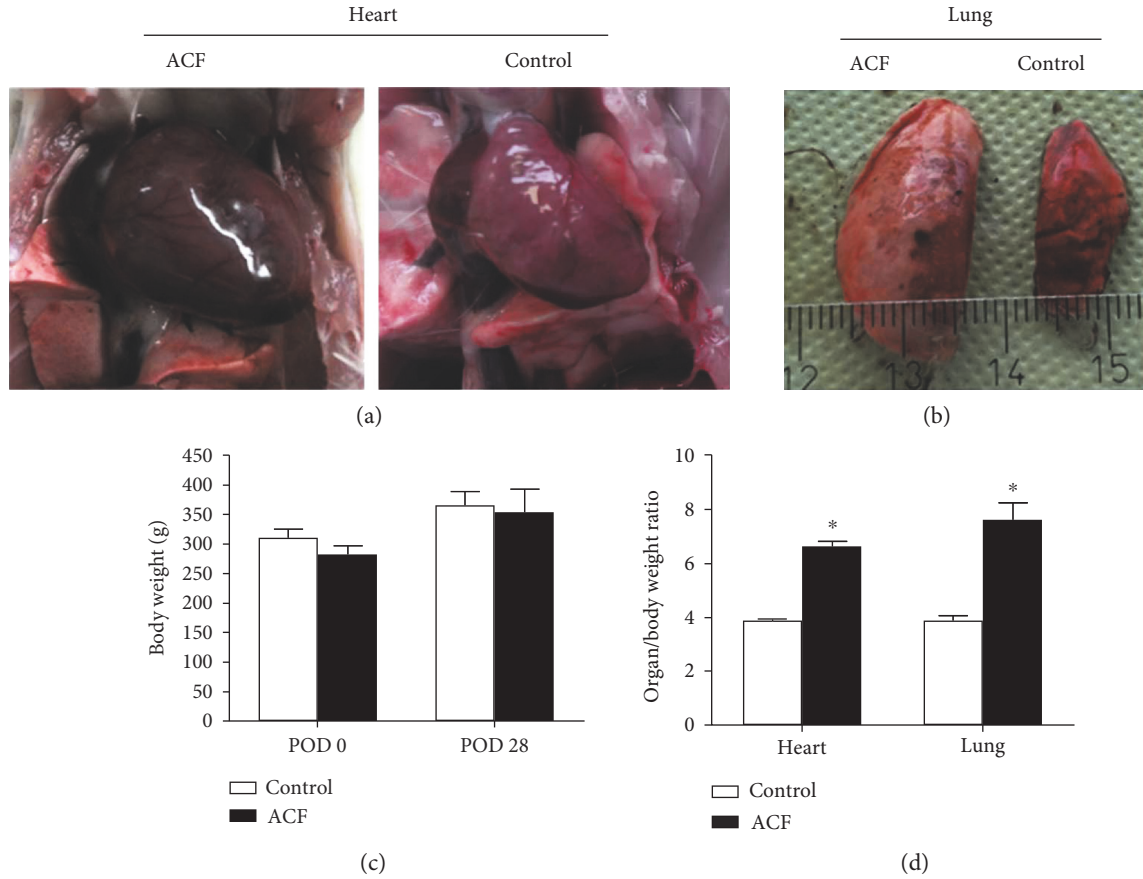 Heart
ACF Control
Lung
ACF Control
12 13 14 15
(a)
(b)
450
400
350
300
250
200
150
100
50
0
Body weight (g)
POD 0 POD 28
Control
ACF
(c)
10
8
6
4
2
0
Organ/body weight ratio
*
*
Heart Lung
Control
ACF
(d)